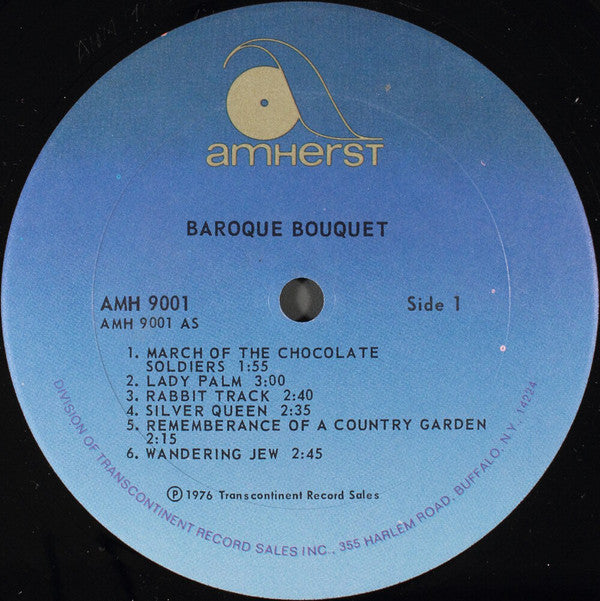 amHersT
BAROQUE BOUQUET
AMH 9001
Side 1
AMH 9001 AS
1. MARCH OF THE CHOCOLATE
SOLDIERS 1:55
2. LADY PALM 3:00
3. RABBIT TRACK 2:40
4. SILVER QUEEN 2:35
5. REMEMBERANCE OF A COUNTRY GARDEN
2:15
6. WANDERING JEW 2:45
Ⓟ 1976 Transcontinent Record Sales
DIVISION OF TRANSCONTINENT RECORD SALES INC., 355 HARLEM ROAD, BUFFALO, N.Y. 14224